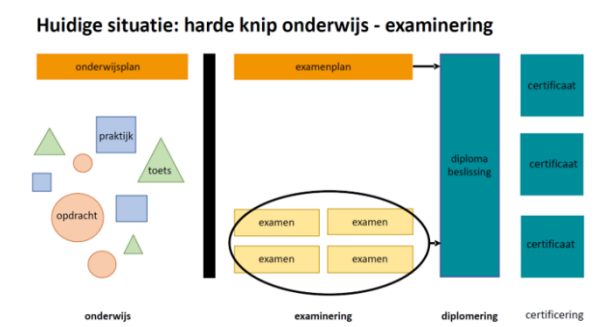 Huidige situatie: harde knip onderwijs - examinering
onderwijsplan
examenplan
certificaat
praktijk
toets
diploma
beslissing
certificaat
opdracht
examen
examen
certificaat
examen
examen
onderwijs
examinering
diplomering
certificering